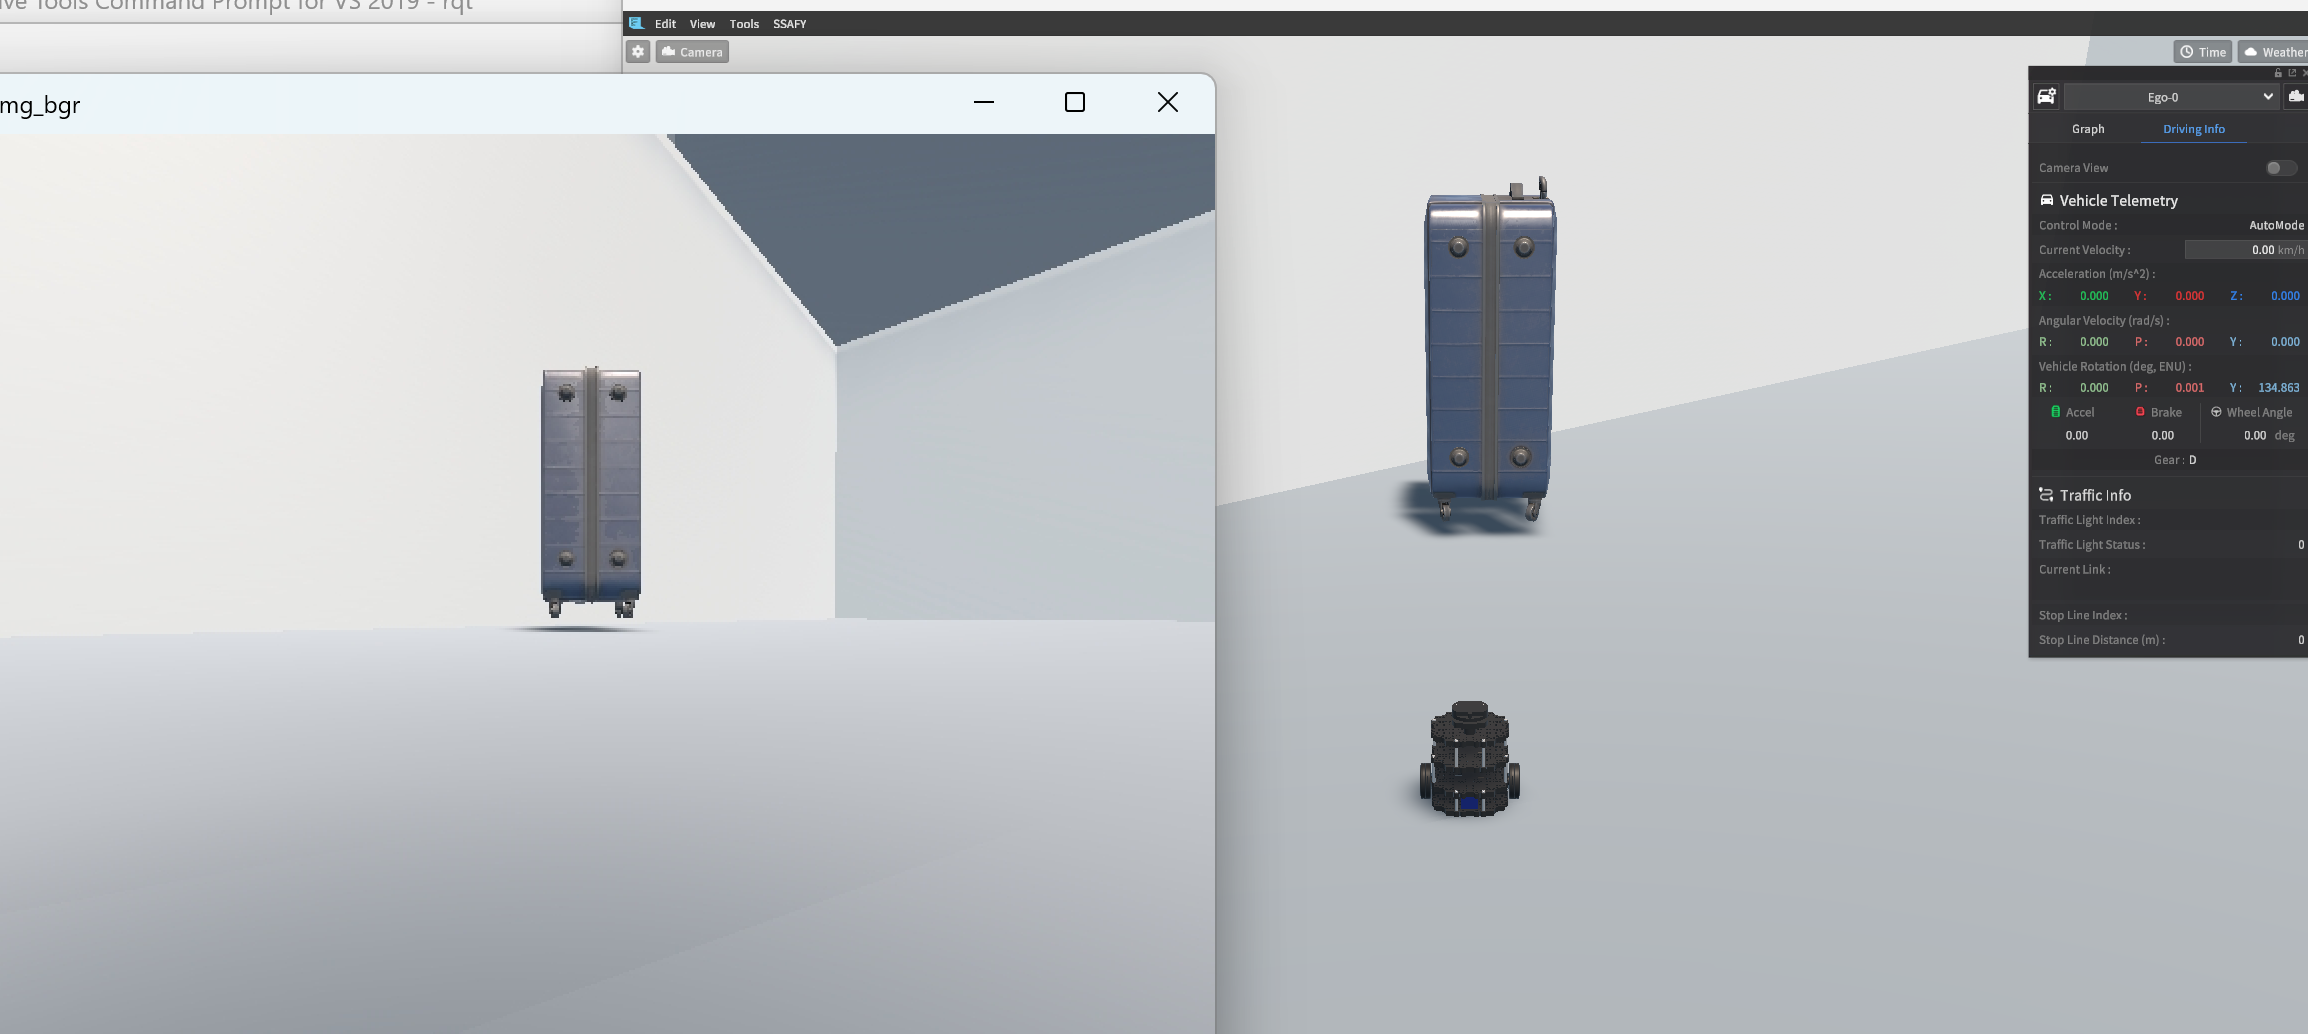 ive Tools Command Prompt for VS 2019 - rqt
Edit View Tools SSAFY
Camera
Time Weather
mg_bgr
Ego-0
Graph Driving Info
Camera View
Vehicle Telemetry
Control Mode : AutoMode
Current Velocity : 0.00 km/h
Acceleration (m/s^2) :
X : 0.000 Y : 0.000 Z : 0.000
Angular Velocity (rad/s) :
R : 0.000 P : 0.000 Y : 0.000
Vehicle Rotation (deg, ENU) :
R : 0.000 P : 0.001 Y : 134.863
Accel Brake Wheel Angle
0.00 0.00 0.00 deg
Gear : D
Traffic Info
Traffic Light Index :
Traffic Light Status : 0
Current Link :
Stop Line Index :
Stop Line Distance (m) : 0